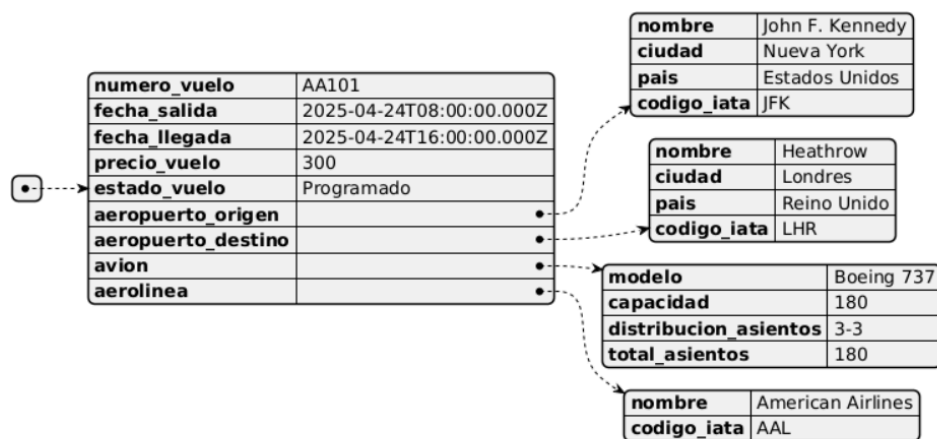 numero_vuelo AA101
fecha_salida 2025-04-24T08:00:00.000Z
fecha_llegada 2025-04-24T16:00:00.000Z
precio_vuelo 300
estado_vuelo Programado
aeropuerto_origen
aeropuerto_destino
avion
aerolinea
nombre John F. Kennedy
ciudad Nueva York
pais Estados Unidos
codigo_iata JFK
nombre Heathrow
ciudad Londres
pais Reino Unido
codigo_iata LHR
modelo Boeing 737
capacidad 180
distribucion_asientos 3-3
total_asientos 180
nombre American Airlines
codigo_iata AAL